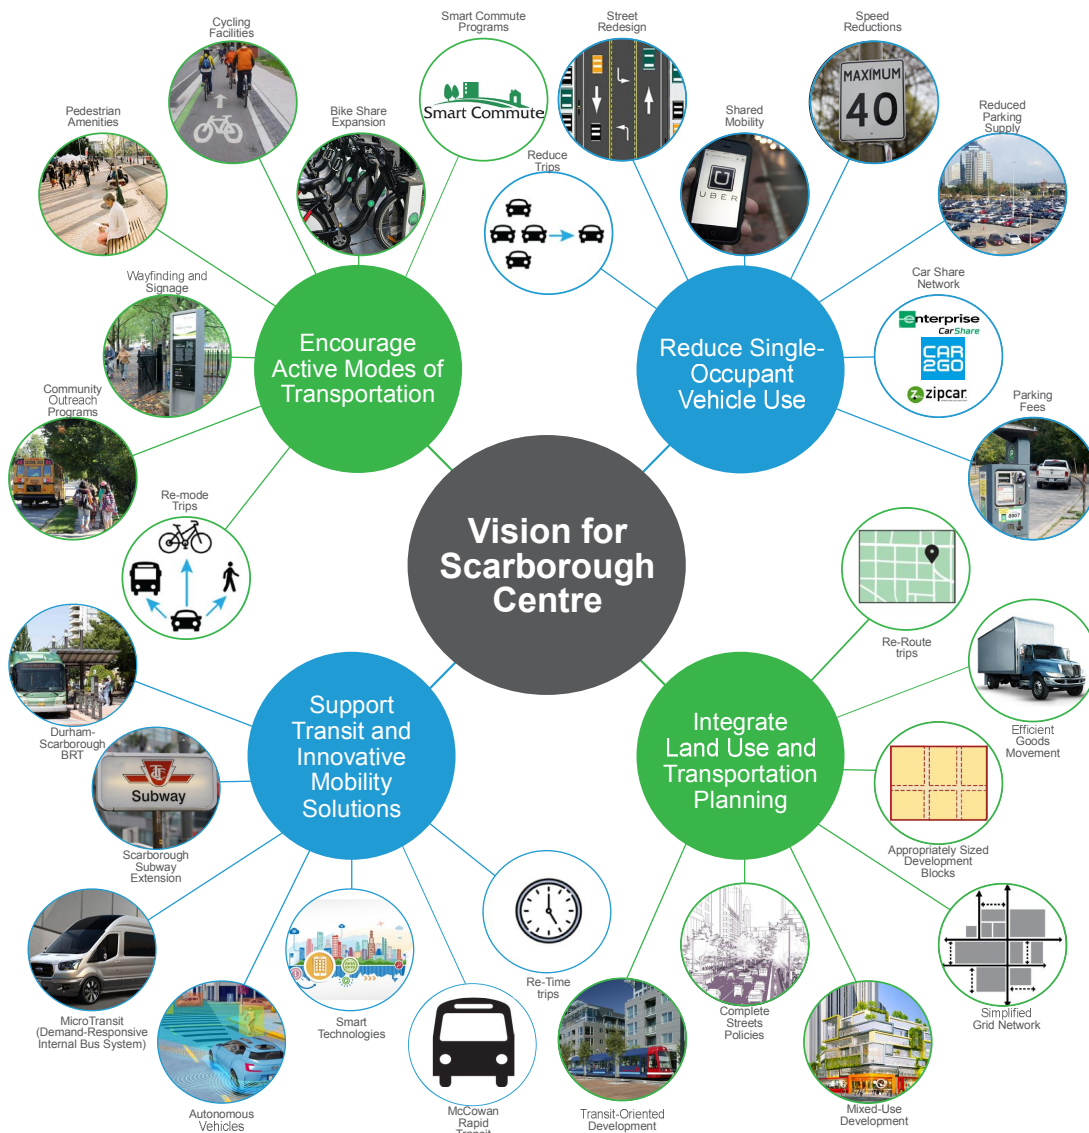 Cycling
Facilities
Smart Commute
Programs
Street
Redesign
Speed
Reductions
Smart Commute
MAXIMUM
40
Pedestrian
Amenities
Bike Share
Expansion
Shared
Mobility
Reduced
Parking
Supply
Reduce
Trips
UBER
Wayfinding and
Signage
Car Share
Network
enterprise
CarShare
CAR
2GO
zipcar
Encourage
Active Modes of
Transportation
Reduce Single-
Occupant
Vehicle Use
Community
Outreach
Programs
Parking
Fees
Re-mode
Trips
Vision for
Scarborough
Centre
Re-Route
trips
Support
Transit and
Innovative
Mobility
Solutions
Integrate
Land Use and
Transportation
Planning
Durham-
Scarborough
BRT
Efficient
Goods
Movement
Subway
Scarborough
Subway
Extension
Appropriately Sized
Development
Blocks
Re-Time
trips
MicroTransit
(Demand-Responsive
Internal Bus System)
Smart
Technologies
Complete
Streets
Policies
Simplified
Grid Network
Autonomous
Vehicles
McCowan
Rapid
Transit
Transit-Oriented
Development
Mixed-Use
Development